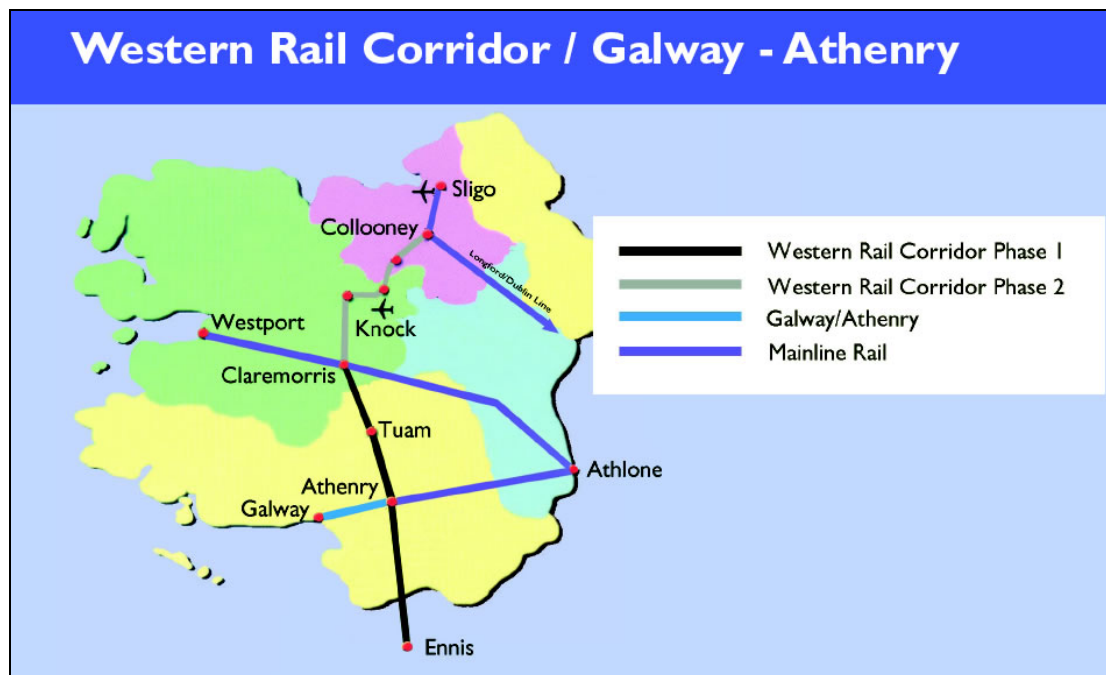 Western Rail Corridor / Galway - Athenry
Sligo
Collooney
Longford/Dublin Line
Western Rail Corridor Phase 1
Western Rail Corridor Phase 2
Galway/Athenry
Mainline Rail
Knock
Westport
Claremorris
Tuam
Athlone
Athenry
Galway
Ennis